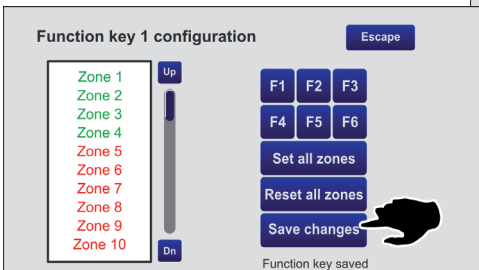 Function key 1 configuration
Escape
Zone 1
Zone 2
Zone 3
Zone 4
Zone 5
Zone 6
Zone 7
Zone 8
Zone 9
Zone 10
Up
Dn
F1 F2 F3
F4 F5 F6
Set all zones
Reset all zones
Save changes
Function key saved